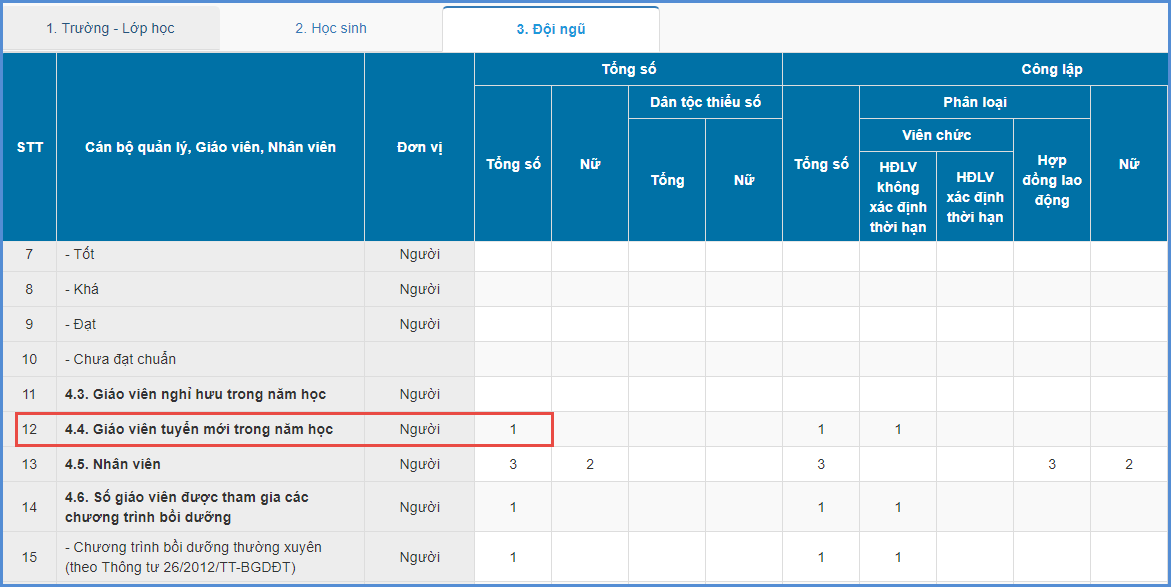 1. Trường - Lớp học
2. Học sinh
3. Đội ngũ
STT
Cán bộ quản lý, Giáo viên, Nhân viên
Đơn vị
Tổng số
Công lập
Tổng số
Nữ
Dân tộc thiểu số
Tổng
Nữ
Tổng số
Phân loại
Viên chức
HĐLV
không
xác định
thời hạn
HĐLV
xác định
thời hạn
Hợp
đồng lao
động
Nữ
7 - Tốt Người
8 - Khá Người
9 - Đạt Người
10 - Chưa đạt chuẩn
11 4.3. Giáo viên nghỉ hưu trong năm học Người
12 4.4. Giáo viên tuyển mới trong năm học Người 1 1 1
13 4.5. Nhân viên Người 3 2 3 3 2
14 4.6. Số giáo viên được tham gia các
chương trình bồi dưỡng Người 1 1 1
15 - Chương trình bồi dưỡng thường xuyên
(theo Thông tư 26/2012/TT-BGDĐT) Người 1 1 1